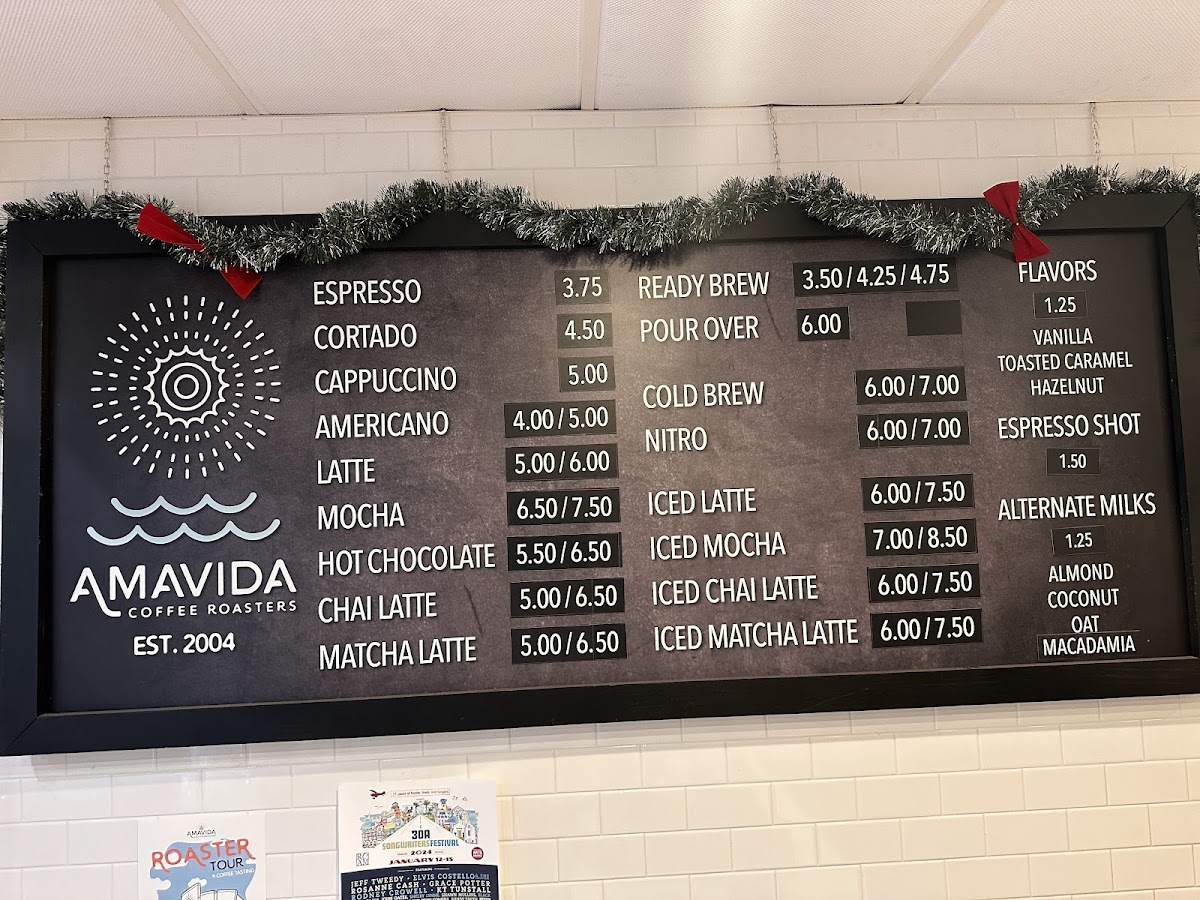 ESPRESSO 3.75
CORTADO 4.50
CAPPUCCINO 5.00
AMERICANO 4.00/5.00
LATTE 5.00/6.00
MOCHA 6.50/7.50
HOT CHOCOLATE 5.50/6.50
CHAI LATTE 5.00/6.50
MATCHA LATTE 5.00/6.50
READY BREW 3.50/4.25/4.75
POUR OVER 6.00
COLD BREW 6.00/7.00
NITRO 6.00/7.00
ICED LATTE 6.00/7.50
ICED MOCHA 7.00/8.50
ICED CHAI LATTE 6.00/7.50
ICED MATCHA LATTE 6.00/7.50
FLAVORS
1.25
VANILLA
TOASTED CARAMEL
HAZELNUT
ESPRESSO SHOT
1.50
ALTERNATE MILKS
1.25
ALMOND
COCONUT
OAT
MACADAMIA
AMAVIDA
COFFEE ROASTERS
EST. 2004
AMAVIDA
ROASTER
TOUR
& COFFEE TASTING
30A
SONGWRITERS FESTIVAL
2024
JANUARY 12-15
JEFF TWEEDY · ELVIS COSTELLO
ROSANNE CASH · GRACE POTTER
RODNEY CROWELL · KT TUNSTALL